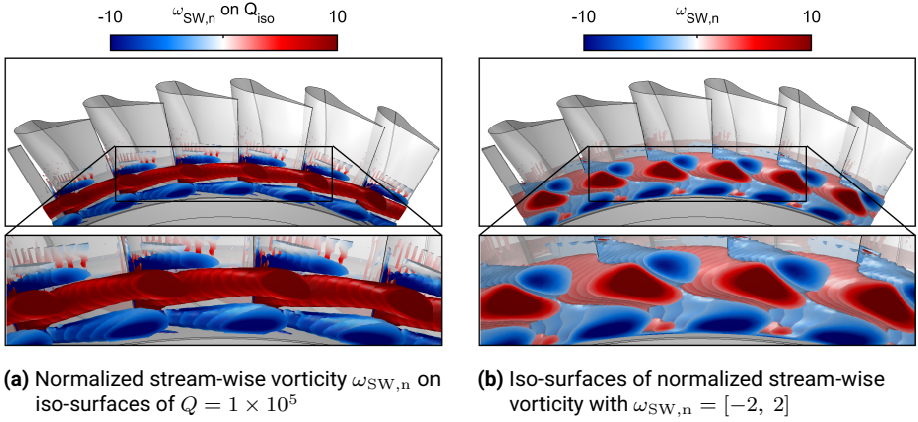 ω_SW,n on Q_iso
-10 10
ω_SW,n
-10 10
(a) Normalized stream-wise vorticity ω_SW,n on
iso-surfaces of Q = 1 × 10^5
(b) Iso-surfaces of normalized stream-wise
vorticity with ω_SW,n = [−2, 2]